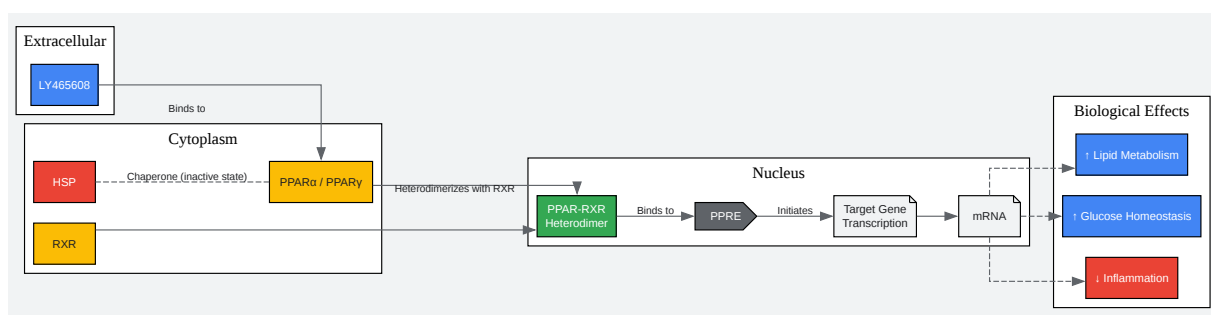 Extracellular
LY465608
Binds to
Cytoplasm
HSP
Chaperone (inactive state)
PPARα / PPARγ
RXR
Heterodimerizes with RXR
Nucleus
PPAR-RXR
Heterodimer
Binds to
PPRE
Initiates
Target Gene
Transcription
mRNA
Biological Effects
↑ Lipid Metabolism
↑ Glucose Homeostasis
↓ Inflammation